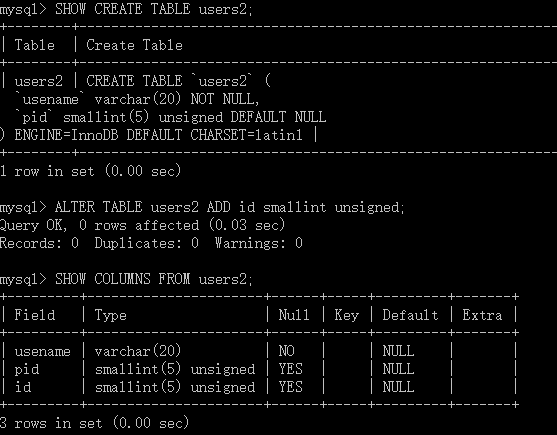 mysql> SHOW CREATE TABLE users2;
+--------+------------------------------------------------
| Table | Create Table
+--------+------------------------------------------------
| users2 | CREATE TABLE `users2` (
`usename` varchar(20) NOT NULL,
`pid` smallint(5) unsigned DEFAULT NULL
) ENGINE=InnoDB DEFAULT CHARSET=latin1 |
+--------+------------------------------------------------
1 row in set (0.00 sec)
mysql> ALTER TABLE users2 ADD id smallint unsigned;
Query OK, 0 rows affected (0.03 sec)
Records: 0 Duplicates: 0 Warnings: 0
mysql> SHOW COLUMNS FROM users2;
+---------+----------------------+------+-----+---------+-------+
| Field | Type | Null | Key | Default | Extra |
+---------+----------------------+------+-----+---------+-------+
| usename | varchar(20) | NO | | NULL | |
| pid | smallint(5) unsigned | YES | | NULL | |
| id | smallint(5) unsigned | YES | | NULL | |
+---------+----------------------+------+-----+---------+-------+
3 rows in set (0.00 sec)